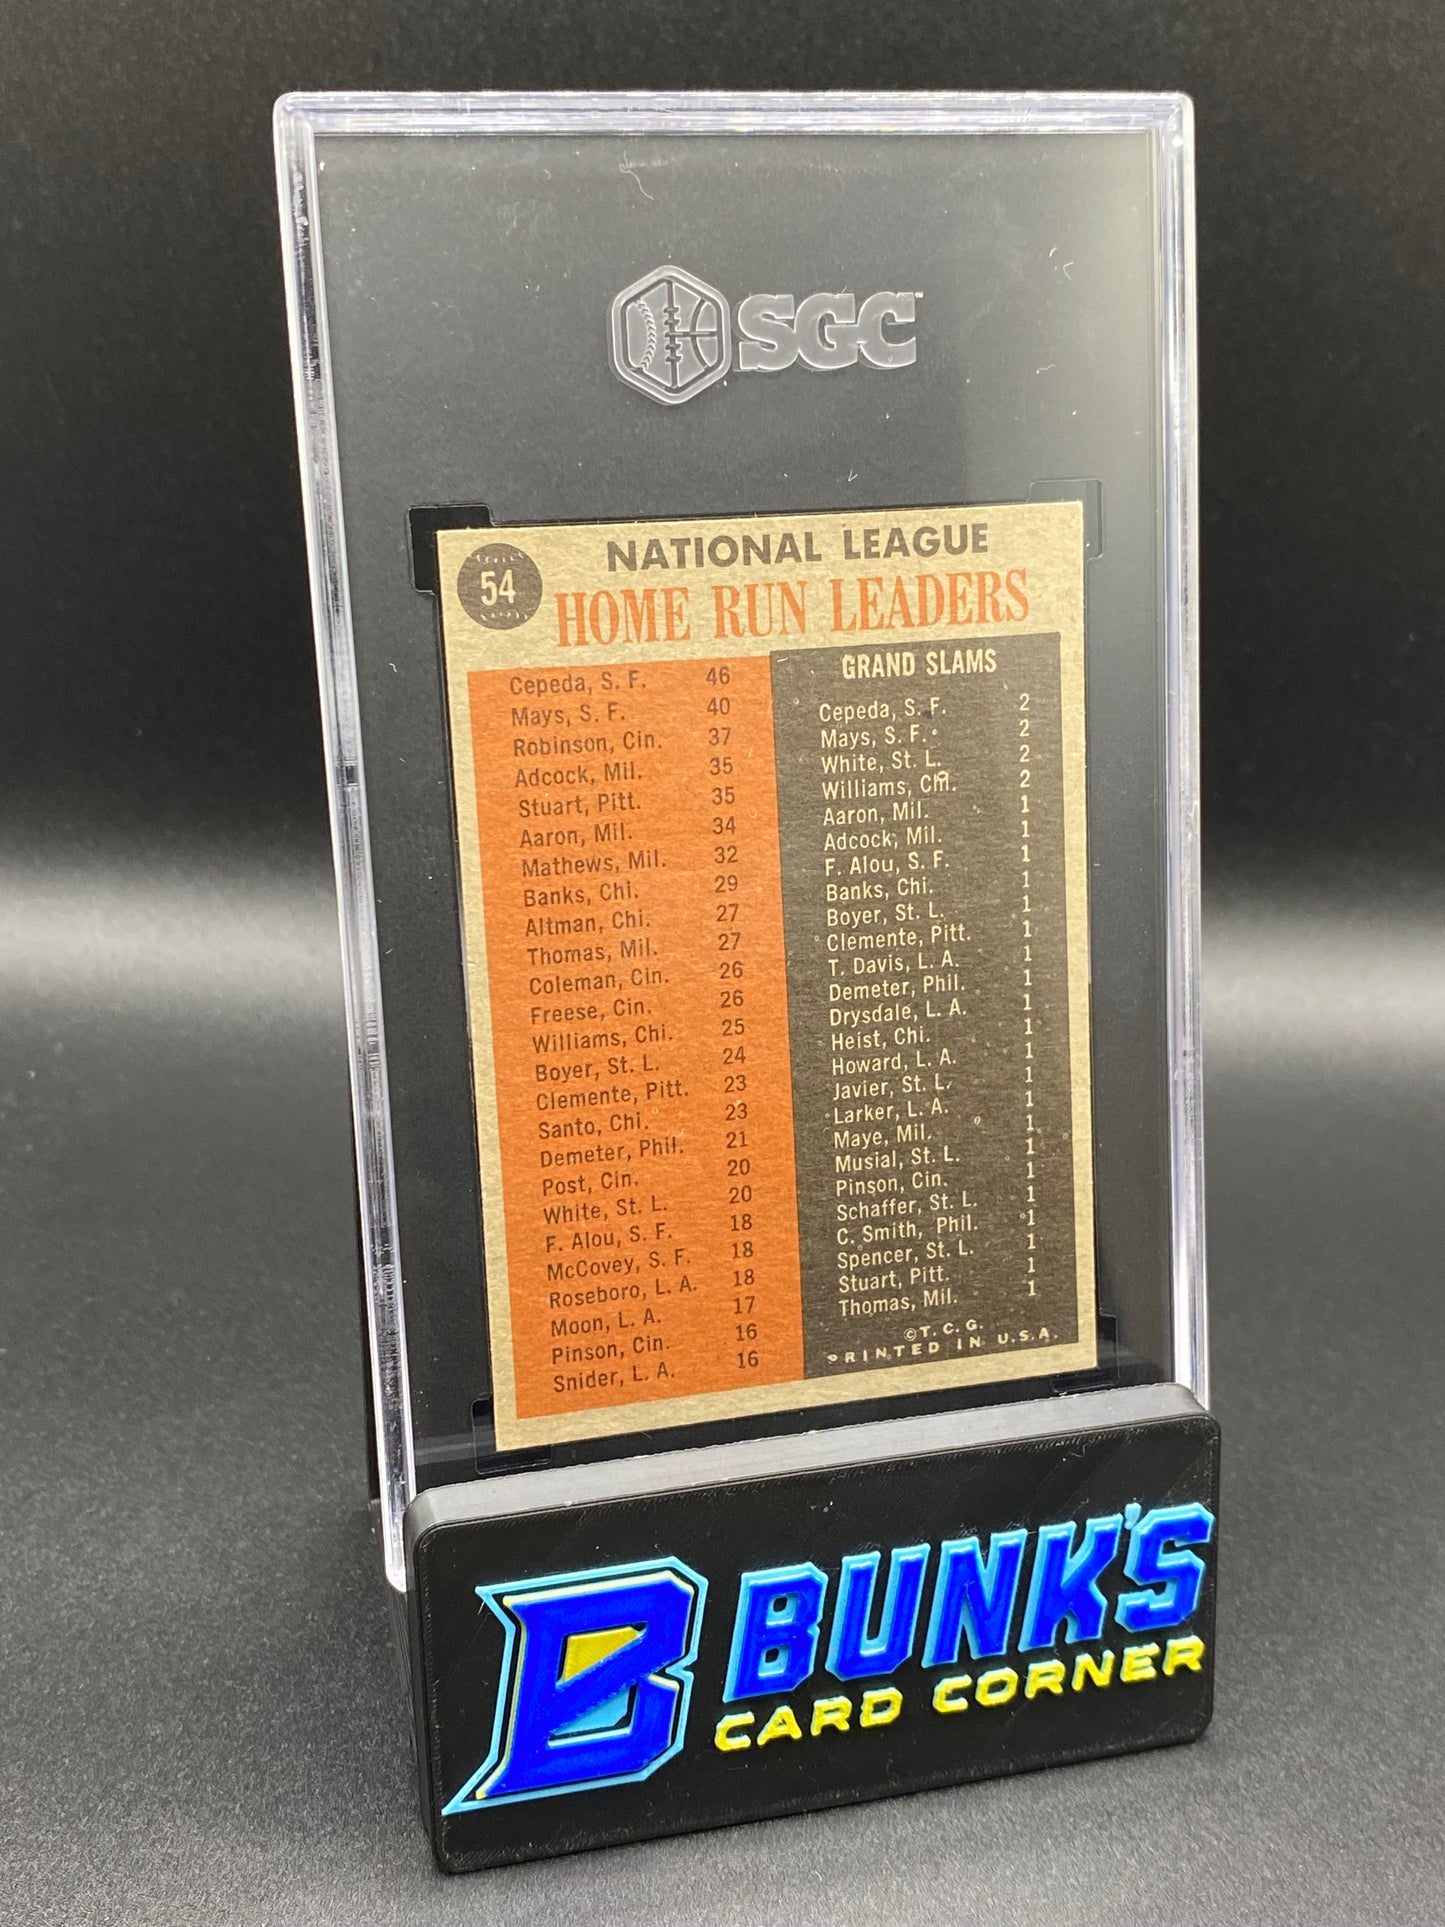 SGC
54
NATIONAL LEAGUE
HOME RUN LEADERS
Cepeda, S. F. 46
Mays, S. F. 40
Robinson, Cin. 37
Adcock, Mil. 35
Stuart, Pitt. 35
Aaron, Mil. 34
Mathews, Mil. 32
Banks, Chi. 29
Altman, Chi. 27
Thomas, Mil. 27
Coleman, Cin. 26
Freese, Cin. 26
Williams, Chi. 25
Boyer, St. L. 24
Clemente, Pitt. 23
Santo, Chi. 23
Demeter, Phil. 21
Post, Cin. 20
White, St. L. 20
F. Alou, S. F. 18
McCovey, S. F. 18
Roseboro, L. A. 18
Moon, L. A. 17
Pinson, Cin. 16
Snider, L. A. 16
GRAND SLAMS
Cepeda, S. F. 2
Mays, S. F. 2
White, St. L. 2
Williams, Chi. 2
Aaron, Mil. 1
Adcock, Mil. 1
F. Alou, S. F. 1
Banks, Chi. 1
Boyer, St. L. 1
Clemente, Pitt. 1
T. Davis, L. A. 1
Demeter, Phil. 1
Drysdale, L. A. 1
Heist, Chi. 1
Howard, L. A. 1
Javier, St. L. 1
Larker, L. A. 1
Maye, Mil. 1
Musial, St. L. 1
Pinson, Cin. 1
Schaffer, St. L. 1
C. Smith, Phil. 1
Spencer, St. L. 1
Stuart, Pitt. 1
Thomas, Mil. 1
©T. C. G.
PRINTED IN U.S.A.
B BUNK'S
CARD CORNER